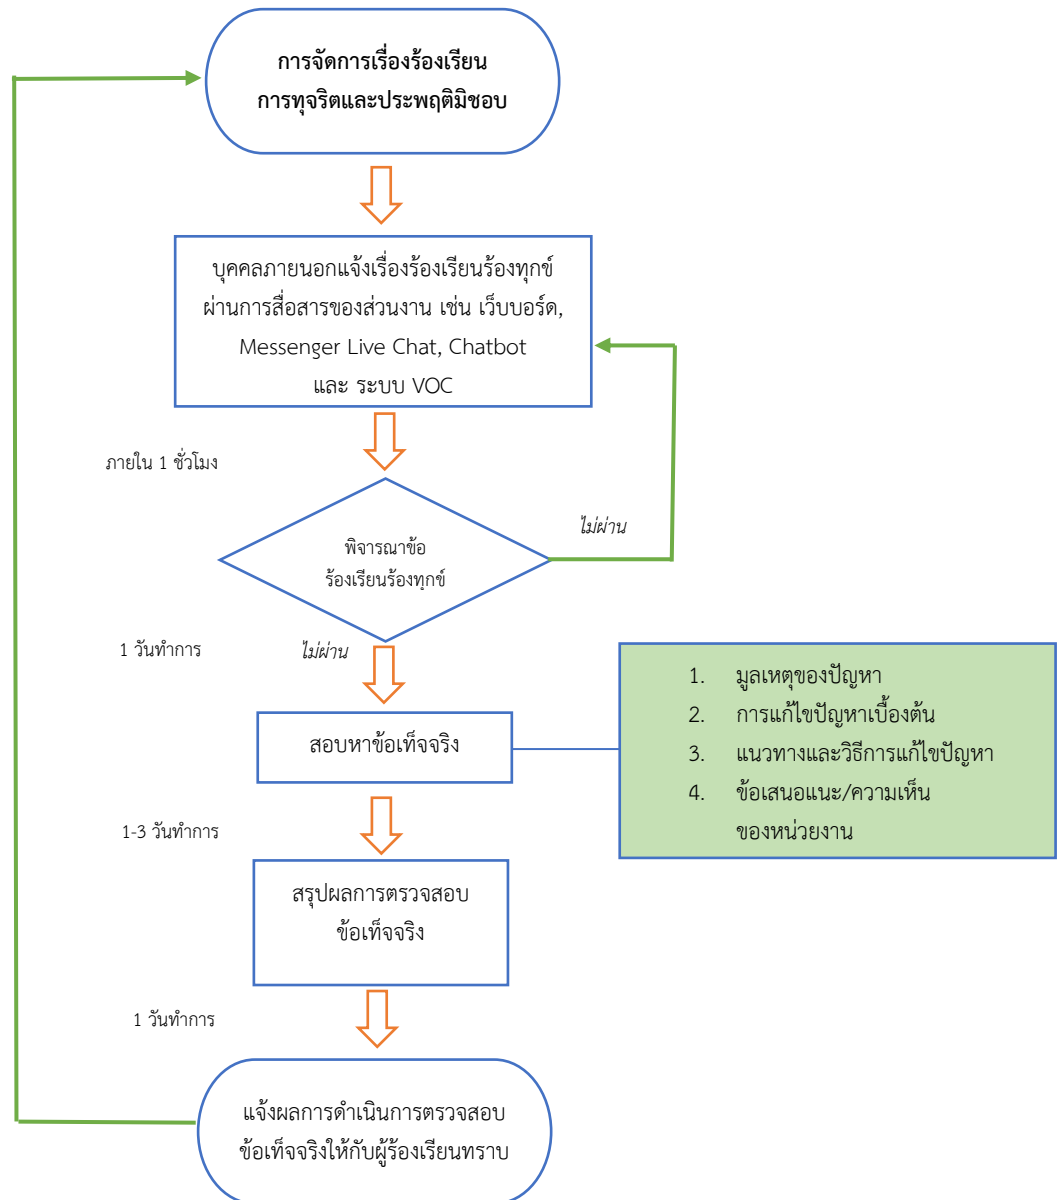 การจัดการเรื่องร้องเรียน
การทุจริตและประพฤติมิชอบ
บุคคลภายนอกแจ้งเรื่องร้องเรียนร้องทุกข์
ผ่านการสื่อสารของส่วนงาน เช่น เว็บบอร์ด,
Messenger Live Chat, Chatbot
และ ระบบ VOC
ภายใน 1 ชั่วโมง
พิจารณาข้อ
ร้องเรียนร้องทุกข์
ไม่ผ่าน
1 วันทำการ
ไม่ผ่าน
สอบหาข้อเท็จจริง
1. มูลเหตุของปัญหา
2. การแก้ไขปัญหาเบื้องต้น
3. แนวทางและวิธีการแก้ไขปัญหา
4. ข้อเสนอแนะ/ความเห็น
ของหน่วยงาน
1-3 วันทำการ
สรุปผลการตรวจสอบ
ข้อเท็จจริง
1 วันทำการ
แจ้งผลการดำเนินการตรวจสอบ
ข้อเท็จจริงให้กับผู้ร้องเรียนทราบ